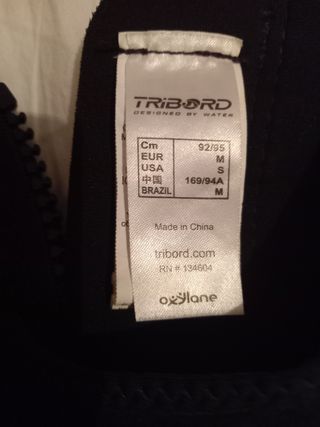 TRIBORD
DESIGNED BY WATER
Cm 92/95
EUR M
USA S
中国 169/94A
BRAZIL M
Made in China
tribord.com
RN # 134604
oxylane